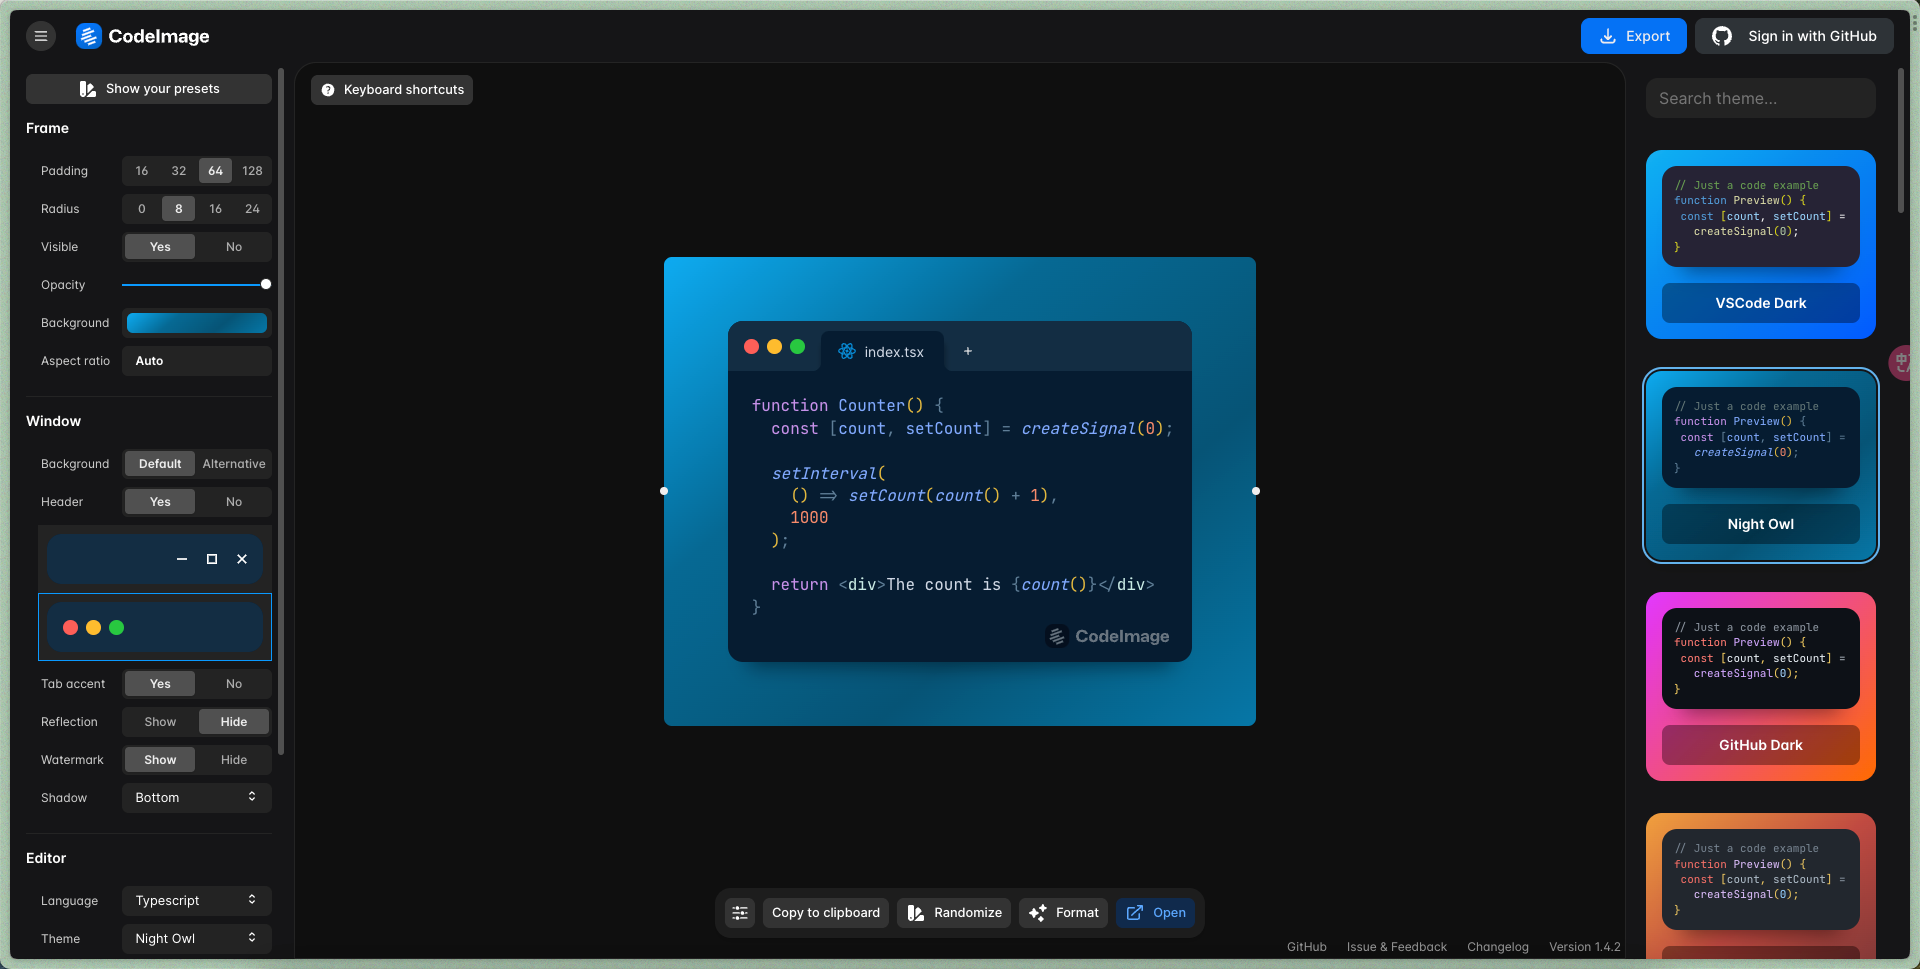 CodeImage
Export
Sign in with GitHub
Show your presets
Frame
Padding 16 32 64 128
Radius 0 8 16 24
Visible Yes No
Opacity
Background
Aspect ratio Auto
Window
Background Default Alternative
Header Yes No
Tab accent Yes No
Reflection Show Hide
Watermark Show Hide
Shadow Bottom
Editor
Language Typescript
Theme Night Owl
Keyboard shortcuts
index.tsx +
function Counter() {
  const [count, setCount] = createSignal(0);
  setInterval(
    () => setCount(count() + 1),
    1000
  );
  return <div>The count is {count()}</div>
}
CodeImage
Copy to clipboard
Randomize
Format
Open
GitHub Issue & Feedback Changelog Version 1.4.2
Search theme...
// Just a code example
function Preview() {
 const [count, setCount] =
   createSignal(0);
}
VSCode Dark
// Just a code example
function Preview() {
 const [count, setCount] =
   createSignal(0);
}
Night Owl
// Just a code example
function Preview() {
 const [count, setCount] =
   createSignal(0);
}
GitHub Dark
// Just a code example
function Preview() {
 const [count, setCount] =
   createSignal(0);
}